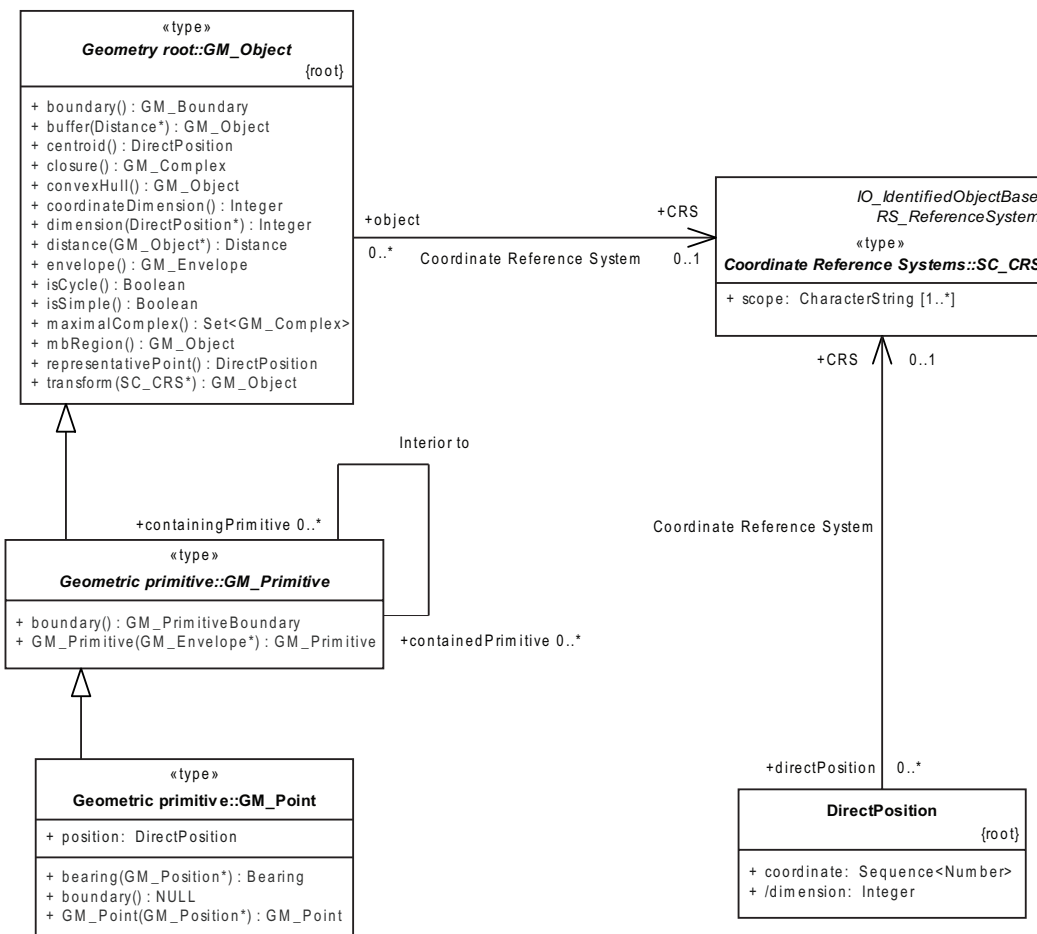 «type»
Geometry root::GM_Object
{root}
+ boundary() : GM_Boundary
+ buffer(Distance*) : GM_Object
+ centroid() : DirectPosition
+ closure() : GM_Complex
+ convexHull() : GM_Object
+ coordinateDimension() : Integer
+ dimension(DirectPosition*) : Integer
+ distance(GM_Object*) : Distance
+ envelope() : GM_Envelope
+ isCycle() : Boolean
+ isSimple() : Boolean
+ maximalComplex() : Set<GM_Complex>
+ mbRegion() : GM_Object
+ representativePoint() : DirectPosition
+ transform(SC_CRS*) : GM_Object
+object
0..*
Coordinate Reference System
+CRS
0..1
IO_IdentifiedObjectBase
RS_ReferenceSystem
«type»
Coordinate Reference Systems::SC_CRS
+ scope: CharacterString [1..*]
+CRS
0..1
Interior to
+containingPrimitive 0..*
«type»
Geometric primitive::GM_Primitive
+ boundary() : GM_PrimitiveBoundary
+ GM_Primitive(GM_Envelope*) : GM_Primitive
+containedPrimitive 0..*
Coordinate Reference System
«type»
Geometric primitive::GM_Point
+ position: DirectPosition
+ bearing(GM_Position*) : Bearing
+ boundary() : NULL
+ GM_Point(GM_Position*) : GM_Point
+directPosition
0..*
DirectPosition
{root}
+ coordinate: Sequence<Number>
+ /dimension: Integer